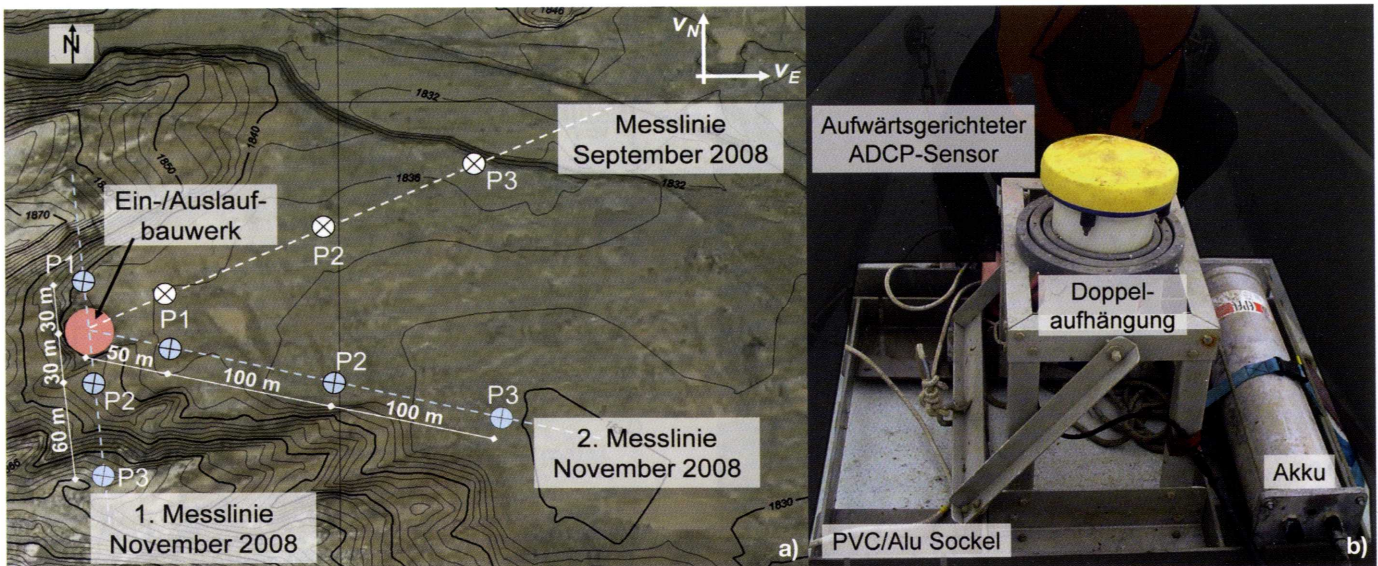 N
v_N
v_E
1846
1832
1840
1850
1836
1832
1870
1830
Messlinie
September 2008
Ein-/Auslauf-
bauwerk
P3
P2
P1
P1
P1
P2
P3
P2
P3
30 m
30 m
60 m
50 m
100 m
100 m
2. Messlinie
November 2008
1. Messlinie
November 2008
a)
Aufwärtsgerichteter
ADCP-Sensor
Doppel-
aufhängung
EPFL
Akku
PVC/Alu Sockel
b)